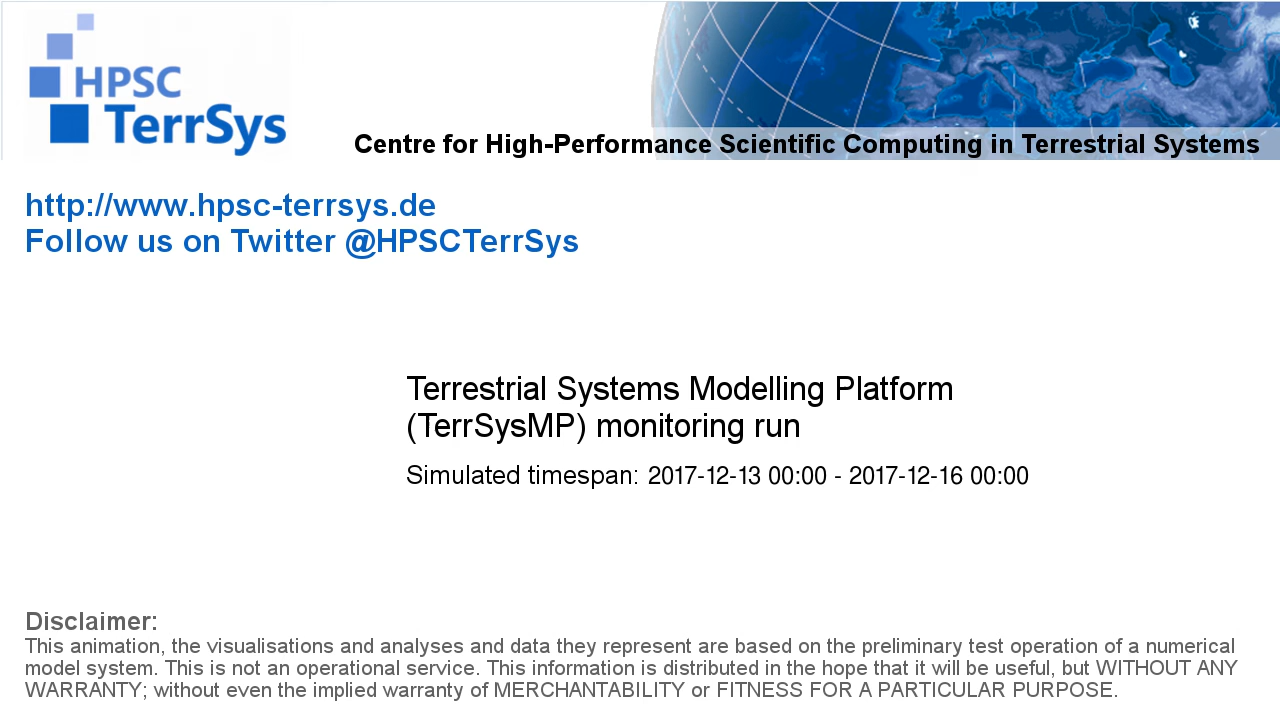 HPSC
TerrSys
Centre for High-Performance Scientific Computing in Terrestrial Systems
http://www.hpsc-terrsys.de
Follow us on Twitter @HPSCTerrSys
Terrestrial Systems Modelling Platform
(TerrSysMP) monitoring run
Simulated timespan: 2017-12-13 00:00 - 2017-12-16 00:00
Disclaimer:
This animation, the visualisations and analyses and data they represent are based on the preliminary test operation of a numerical
model system. This is not an operational service. This information is distributed in the hope that it will be useful, but WITHOUT ANY
WARRANTY; without even the implied warranty of MERCHANTABILITY or FITNESS FOR A PARTICULAR PURPOSE.